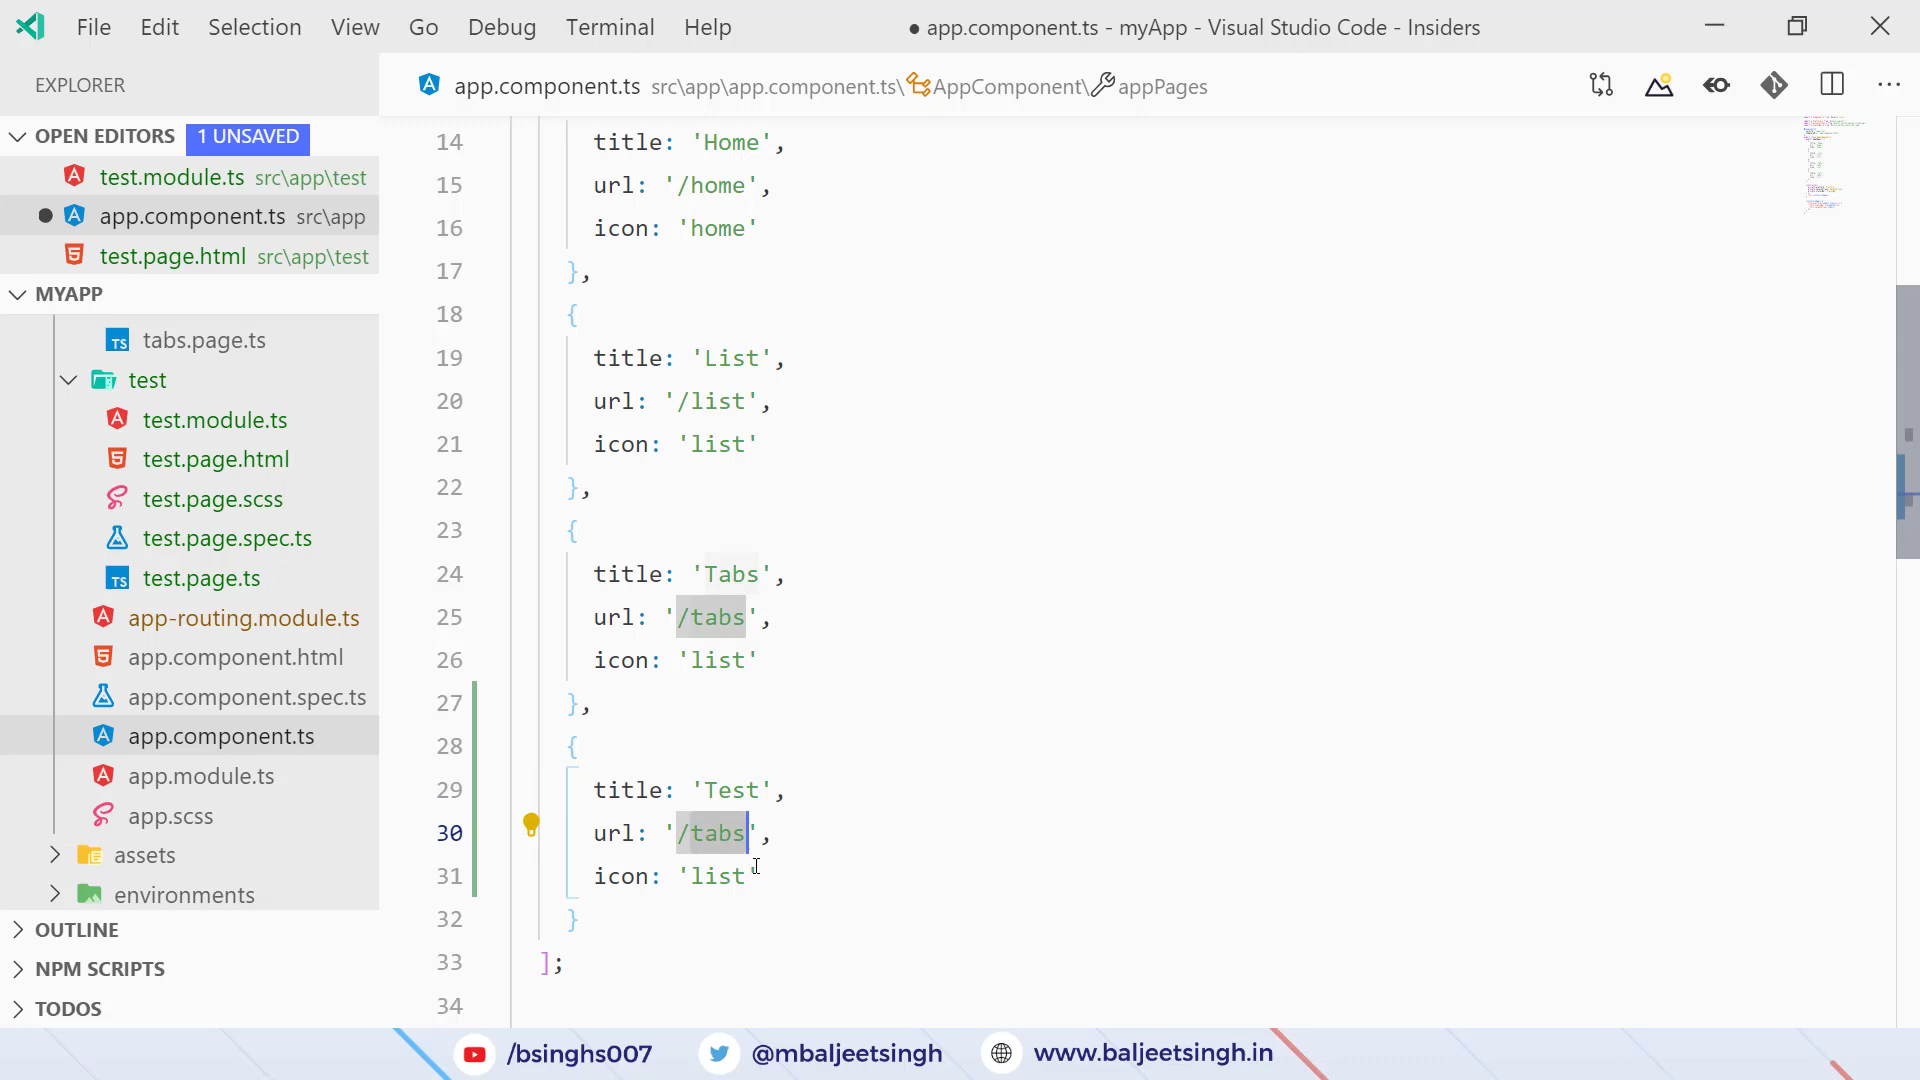 File Edit Selection View Go Debug Terminal Help
● app.component.ts - myApp - Visual Studio Code - Insiders
EXPLORER
OPEN EDITORS 1 UNSAVED
test.module.ts src\app\test
app.component.ts src\app
test.page.html src\app\test
MYAPP
tabs.page.ts
test
test.module.ts
test.page.html
test.page.scss
test.page.spec.ts
test.page.ts
app-routing.module.ts
app.component.html
app.component.spec.ts
app.component.ts
app.module.ts
app.scss
assets
environments
OUTLINE
NPM SCRIPTS
TODOS
app.component.ts src\app\app.component.ts\AppComponent\appPages
14 title: 'Home',
15 url: '/home',
16 icon: 'home'
17 },
18 {
19 title: 'List',
20 url: '/list',
21 icon: 'list'
22 },
23 {
24 title: 'Tabs',
25 url: '/tabs',
26 icon: 'list'
27 },
28 {
29 title: 'Test',
30 url: '/tabs',
31 icon: 'list'
32 }
33 ];
34
/bsinghs007 @mbaljeetsingh www.baljeetsingh.in